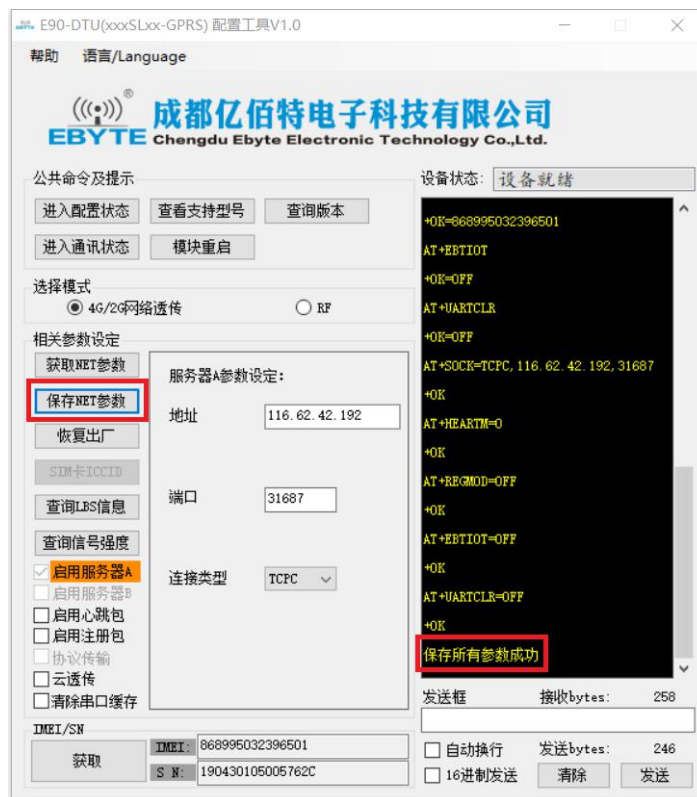 E90-DTU(xxxSLxx-GPRS) 配置工具V1.0
帮助 语言/Language
成都亿佰特电子科技有限公司
EBYTE Chengdu Ebyte Electronic Technology Co.,Ltd.
公共命令及提示
进入配置状态 查看支持型号 查询版本
进入通讯状态 模块重启
选择模式
4G/2G网络透传 RF
相关参数设定
获取NET参数
保存NET参数
恢复出厂
SIM卡ICCID
查询LBS信息
查询信号强度
启用服务器A
启用服务器B
启用心跳包
启用注册包
协议传输
云透传
清除串口缓存
服务器A参数设定:
地址 116.62.42.192
端口 31687
连接类型 TCPC
IMEI/SN
获取
IMEI: 868995032396501
S N: 190430105005762C
设备状态: 设备就绪
+OK=868995032396501
AT+EBTIOT
+OK=OFF
AT+UARTCLR
+OK=OFF
AT+SOCK=TCPC,116.62.42.192,31687
+OK
AT+HEARTM=0
+OK
AT+REGMOD=OFF
+OK
AT+EBTIOT=OFF
+OK
AT+UARTCLR=OFF
+OK
保存所有参数成功
发送框 接收bytes: 258
自动换行 发送bytes: 246
16进制发送 清除 发送